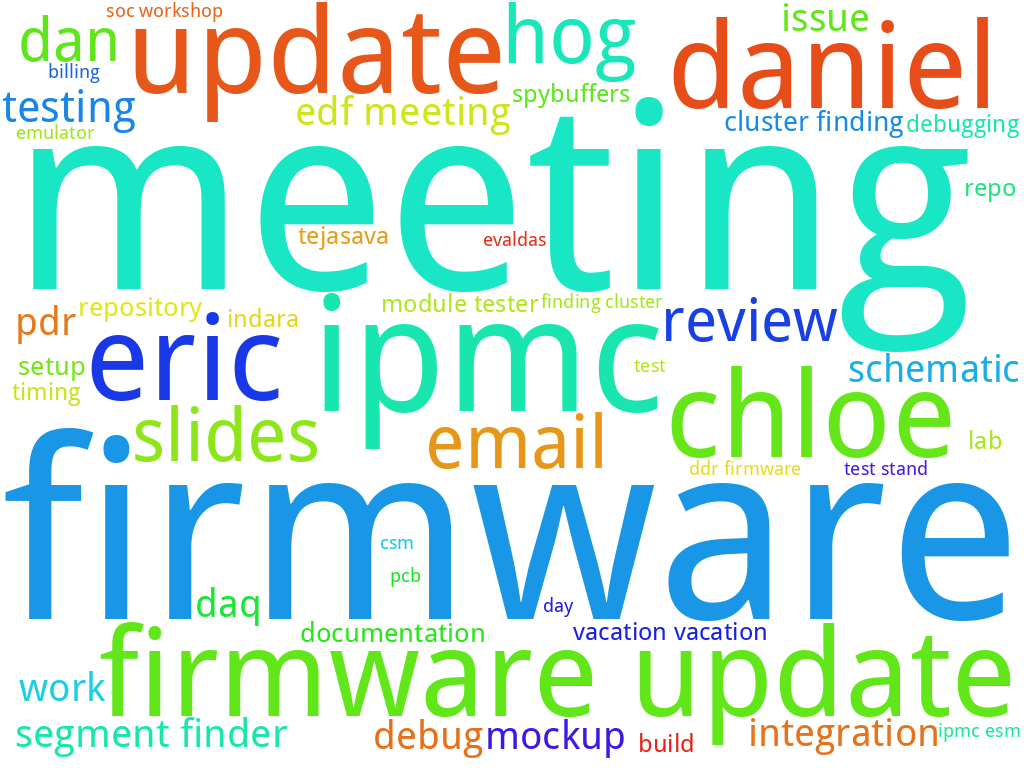 soc workshop
dan
update
hog
issue
daniel
billing
testing
edf meeting
spybuffers
cluster finding
debugging
emulator
meeting
repo
tejasava
evaldas
pdr
repository
indara
module tester
finding cluster
review
eric
ipmc
setup
test
schematic
timing
chloe
slides
email
lab
ddr firmware
test stand
firmware
csm
pcb
daq
day
documentation
vacation vacation
work
firmware update
segment finder
debug
mockup
build
integration
ipmc esm